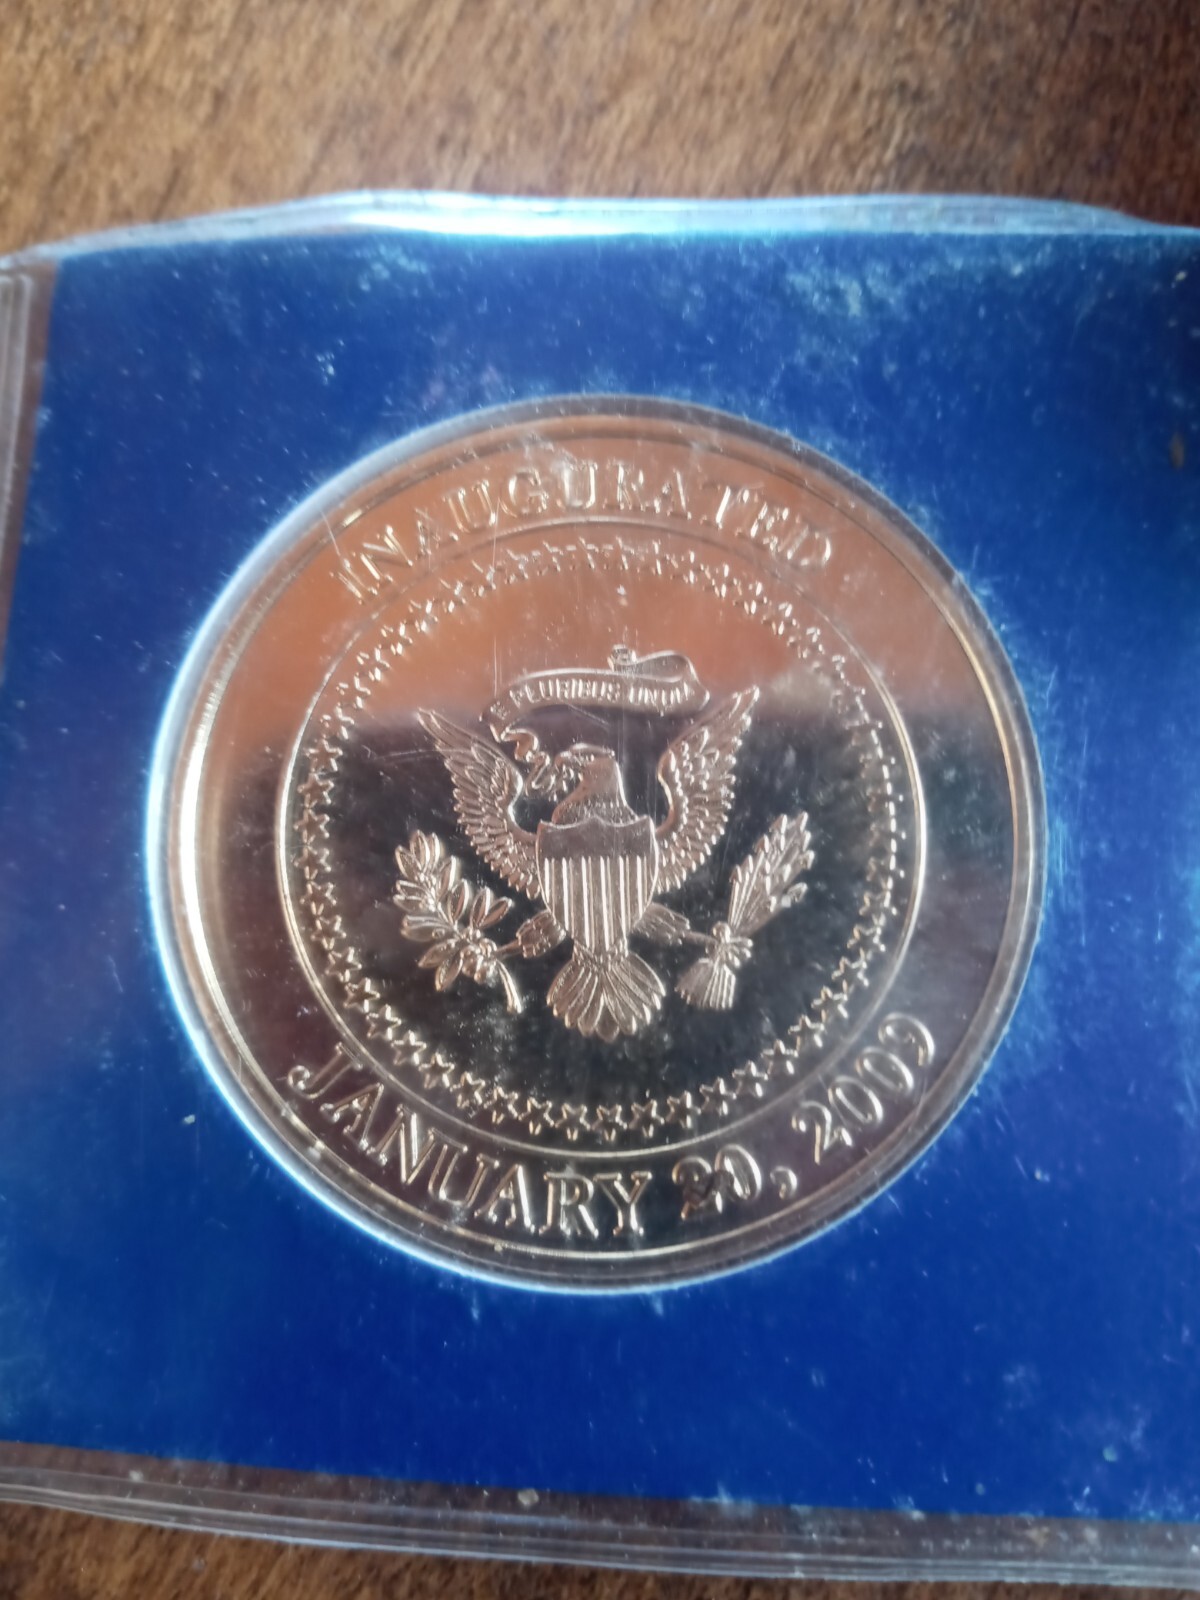 INAUGURATED
E PLURIBUS UNUM
JANUARY 20, 2009